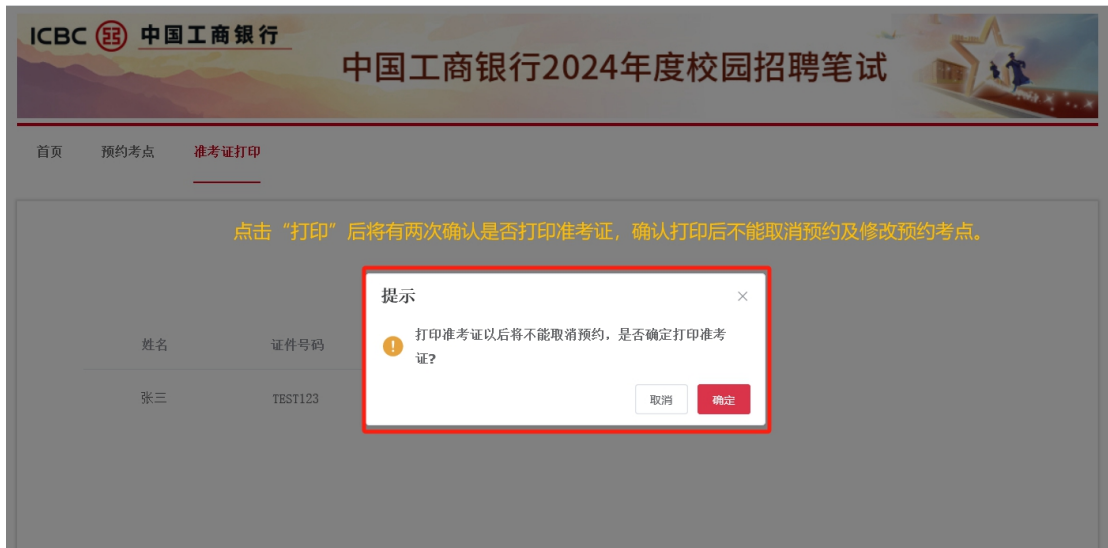 ICBC 中国工商银行
中国工商银行2024年度校园招聘笔试
首页 预约考点 准考证打印
点击“打印”后将有两次确认是否打印准考证，确认打印后不能取消预约及修改预约考点。
提示
打印准考证以后将不能取消预约，是否确定打印准考
证?
取消 确定
姓名 证件号码
张三 TEST123